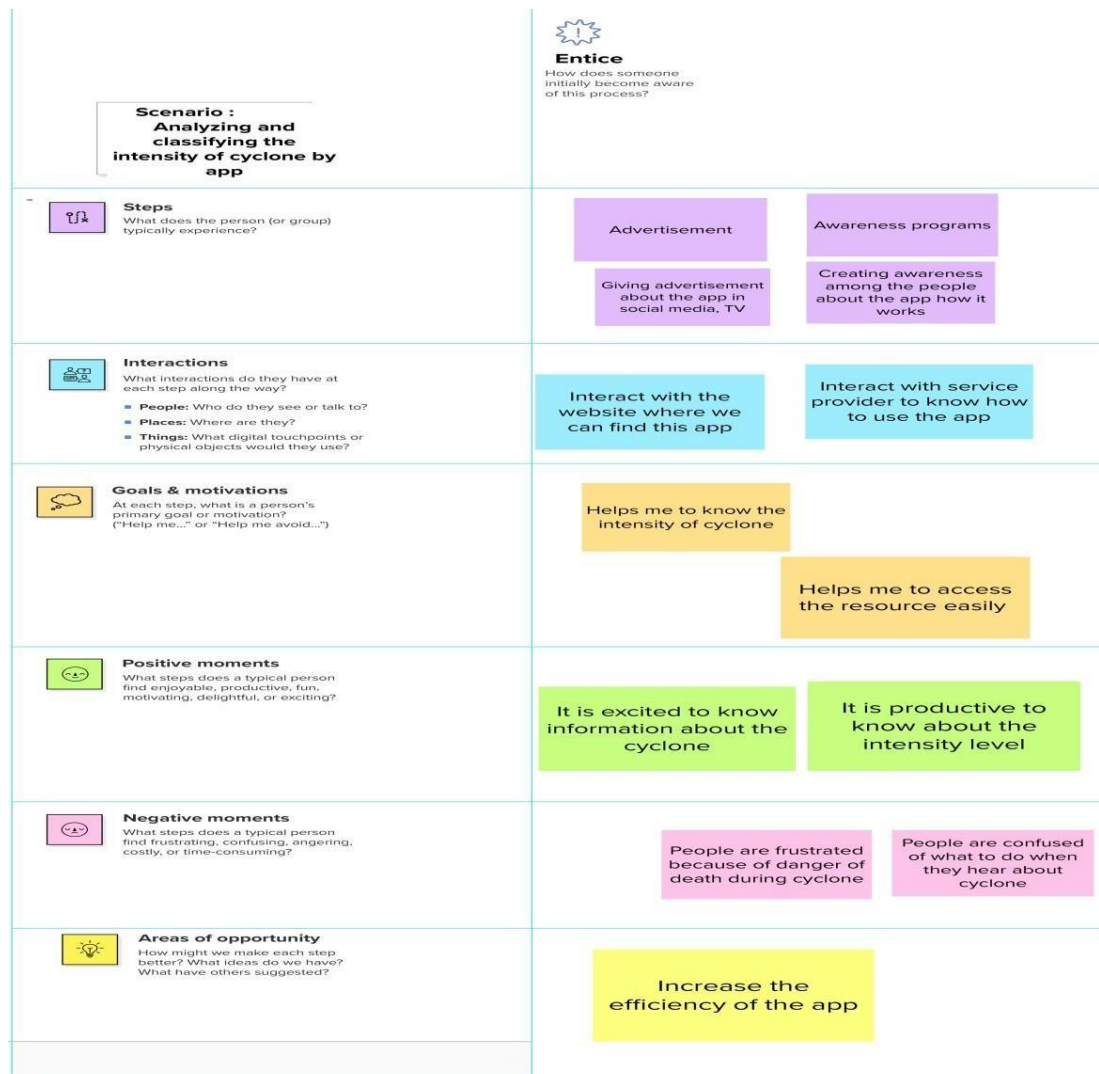 Entice
How does someone
initially become aware
of this process?
Scenario :
Analyzing and
classifying the
intensity of cyclone by
app
Steps
What does the person (or group)
typically experience?
Advertisement
Awareness programs
Giving advertisement
about the app in
social media, TV
Creating awareness
among the people
about the app how it
works
Interactions
What interactions do they have at
each step along the way?
People: Who do they see or talk to?
Places: Where are they?
Things: What digital touchpoints or
physical objects would they use?
Interact with the
website where we
can find this app
Interact with service
provider to know how
to use the app
Goals & motivations
At each step, what is a person's
primary goal or motivation?
("Help me..." or "Help me avoid...")
Helps me to know the
intensity of cyclone
Helps me to access
the resource easily
Positive moments
What steps does a typical person
find enjoyable, productive, fun,
motivating, delightful, or exciting?
It is excited to know
information about the
cyclone
It is productive to
know about the
intensity level
Negative moments
What steps does a typical person
find frustrating, confusing, angering,
costly, or time-consuming?
People are frustrated
because of danger of
death during cyclone
People are confused
of what to do when
they hear about
cyclone
Areas of opportunity
How might we make each step
better? What ideas do we have?
What have others suggested?
Increase the
efficiency of the app